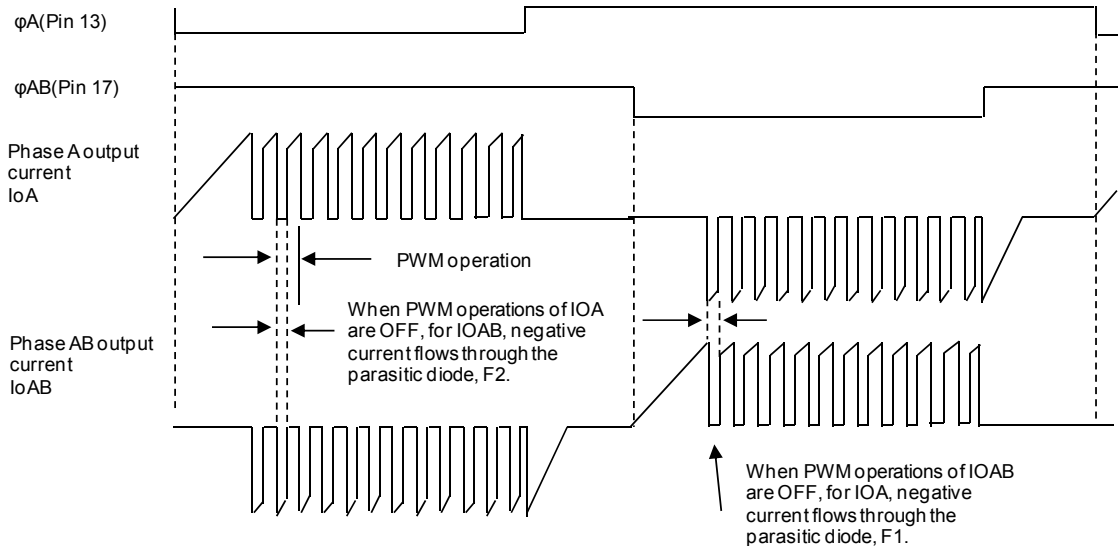 φA(Pin 13)
φAB(Pin 17)
Phase A output
current
IoA
PWM operation
When PWM operations of IOA
are OFF, for IOAB, negative
current flows through the
parasitic diode, F2.
Phase AB output
current
IoAB
When PWM operations of IOAB
are OFF, for IOA, negative
current flows through the
parasitic diode, F1.